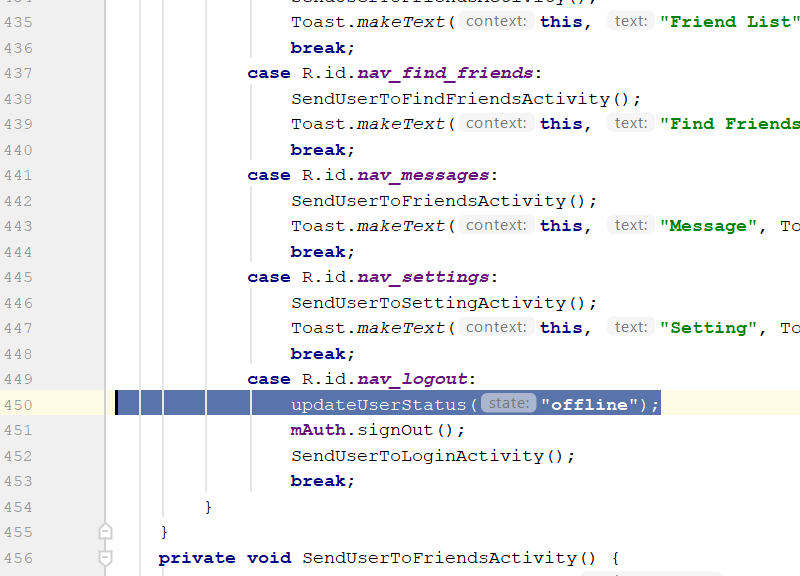 435 Toast.makeText( context: this, text: "Friend List"
436 break;
437 case R.id.nav_find_friends:
438 SendUserToFindFriendsActivity();
439 Toast.makeText( context: this, text: "Find Friends
440 break;
441 case R.id.nav_messages:
442 SendUserToFriendsActivity();
443 Toast.makeText( context: this, text: "Message", To
444 break;
445 case R.id.nav_settings:
446 SendUserToSettingActivity();
447 Toast.makeText( context: this, text: "Setting", To
448 break;
449 case R.id.nav_logout:
450 updateUserStatus( state: "offline");
451 mAuth.signOut();
452 SendUserToLoginActivity();
453 break;
454 }
455 }
456 private void SendUserToFriendsActivity() {